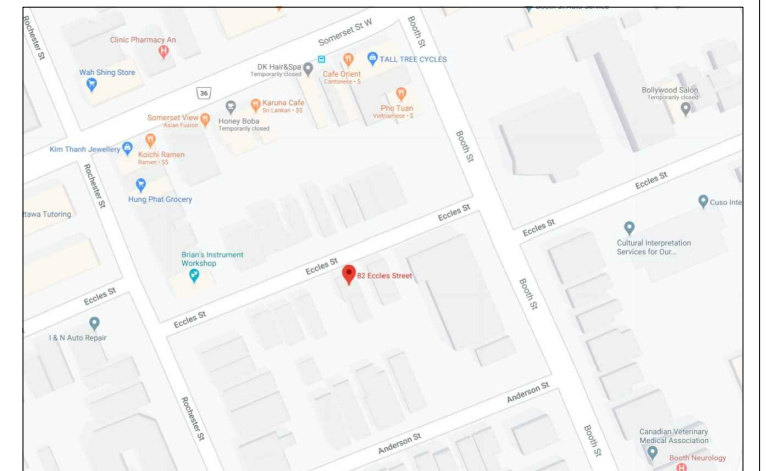 Rochester St
Clinic Pharmacy An
Wah Shing Store
Somerset St W
Booth St
DK Hair&Spa
Temporarily closed
Cafe Orient
Cantonese • $
TALL TREE CYCLES
36
Karuna Cafe
Sri Lankan • $$
Somerset View
Asian Fusion
Honey Boba
Temporarily closed
Pho Tuan
Vietnamese • $
Bollywood Salon
Temporarily closed
Kim Thanh Jewellery
Koichi Ramen
Ramen • $$
Booth St
Rochester St
Hung Phat Grocery
Eccles St
Cuso Inte
ttawa Tutoring
Eccles St
Eccles St
Cultural Interpretation
Services for Our...
Brian's Instrument
Workshop
Eccles St
82 Eccles Street
Eccles St
Booth St
Eccles St
I & N Auto Repair
Anderson St
Rochester St
Anderson St
Booth St
Canadian Veterinary
Medical Association
Booth Neurology